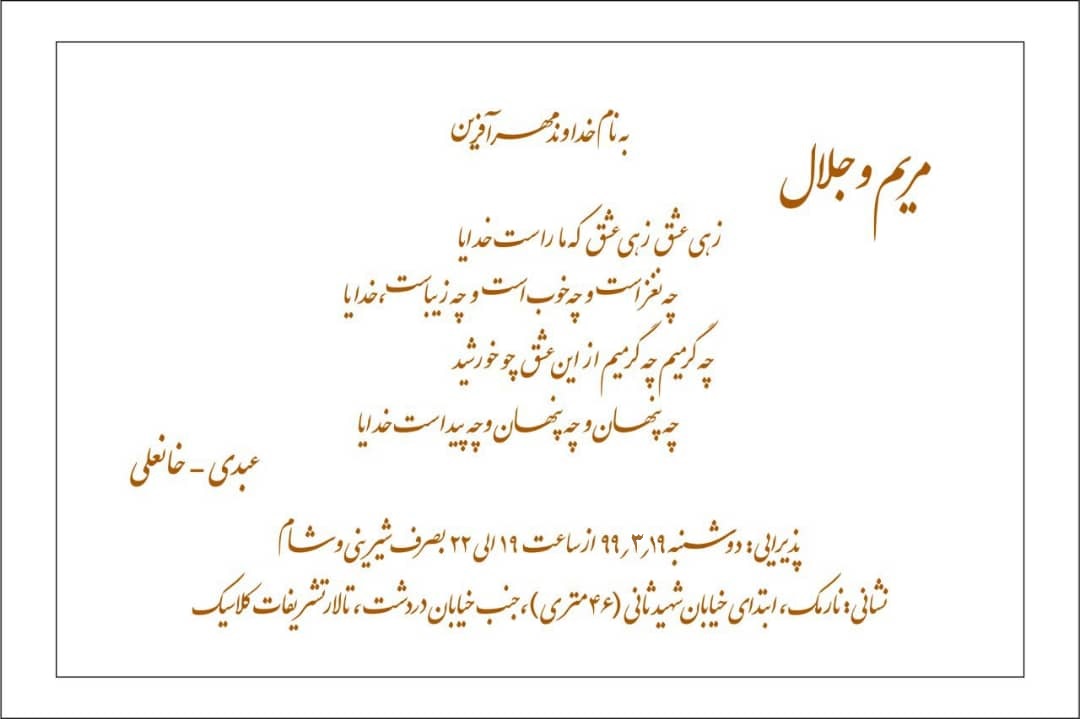 به نام خداوند مهرآفرین
مریم و جلال
زهی عشق زهی عشق که ما راست خدایا
چه نغز است و چه خوب است و چه زیباست، خدایا
چه گرمیم چه گرمیم از این عشق چو خورشید
چه پنهان و چه پنهان و چه پیداست خدایا
عبدی - خانعلی
پذیرایی: دوشنبه ۹۹٫۳٫۱۹ از ساعت ۱۹ الی ۲۲ بصرف شیرینی و شام
نشانی: نارمک، ابتدای خیابان شهید ثانی (۴۶ متری)، جنب خیابان دردشت، تالار تشریفات کلاسیک